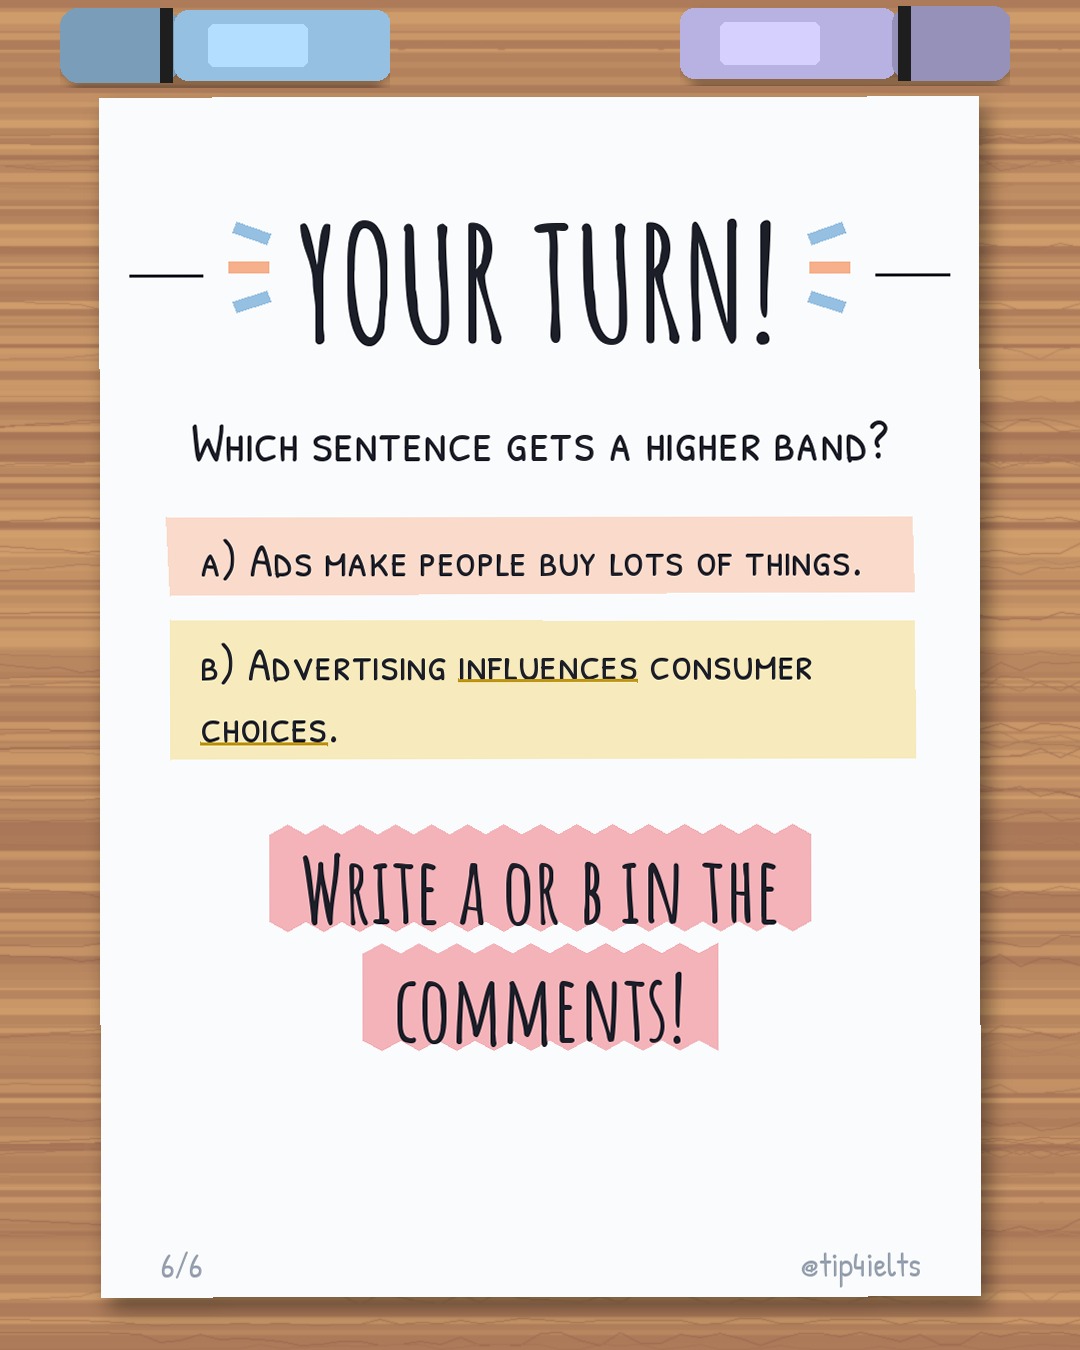 YOUR TURN!
Which sentence gets a higher band?
a) Ads make people buy lots of things.
b) Advertising influences consumer
choices.
Write A or B in the
comments!
6/6
@tip4ielts